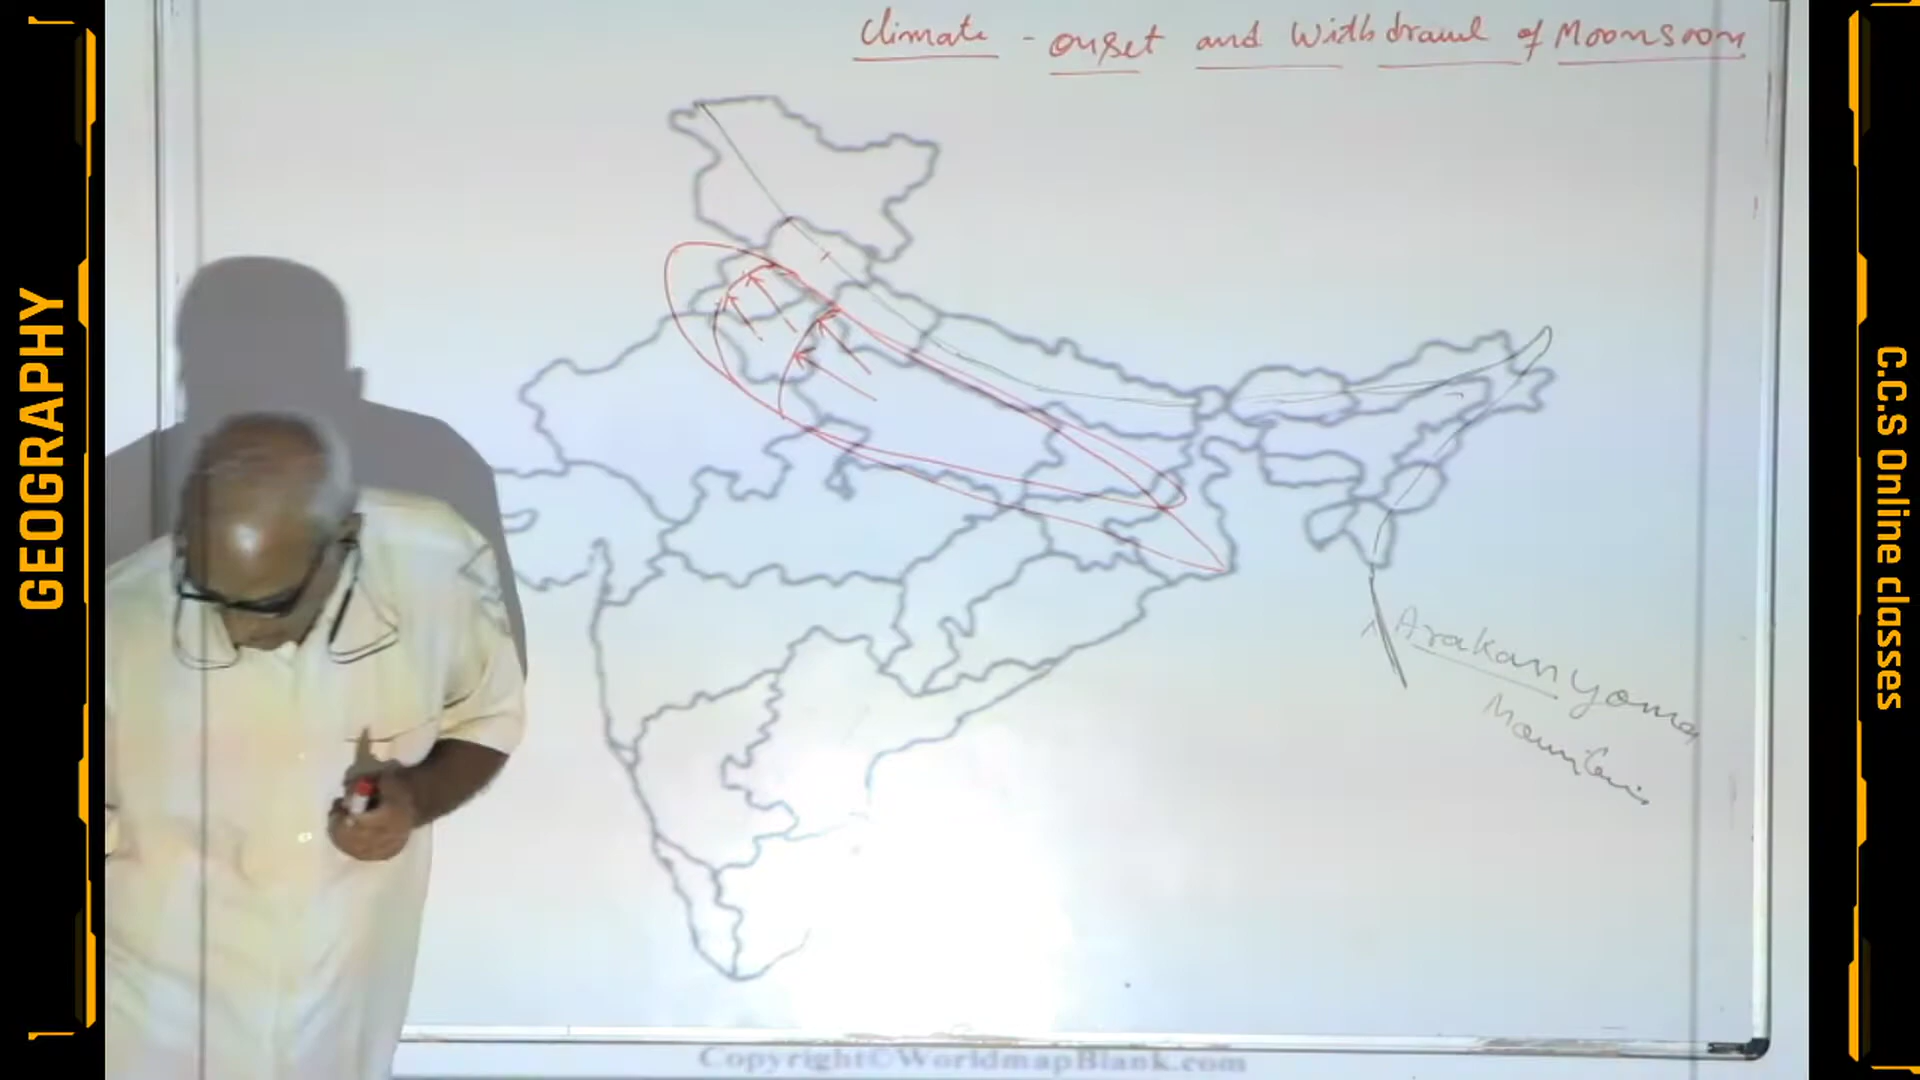 Climate - onset and Withdrawl of Moonsoon
GEOGRAPHY
C.C.S Online classes
Arakan yoma
Mountains
Copyright©WorldmapBlank.com